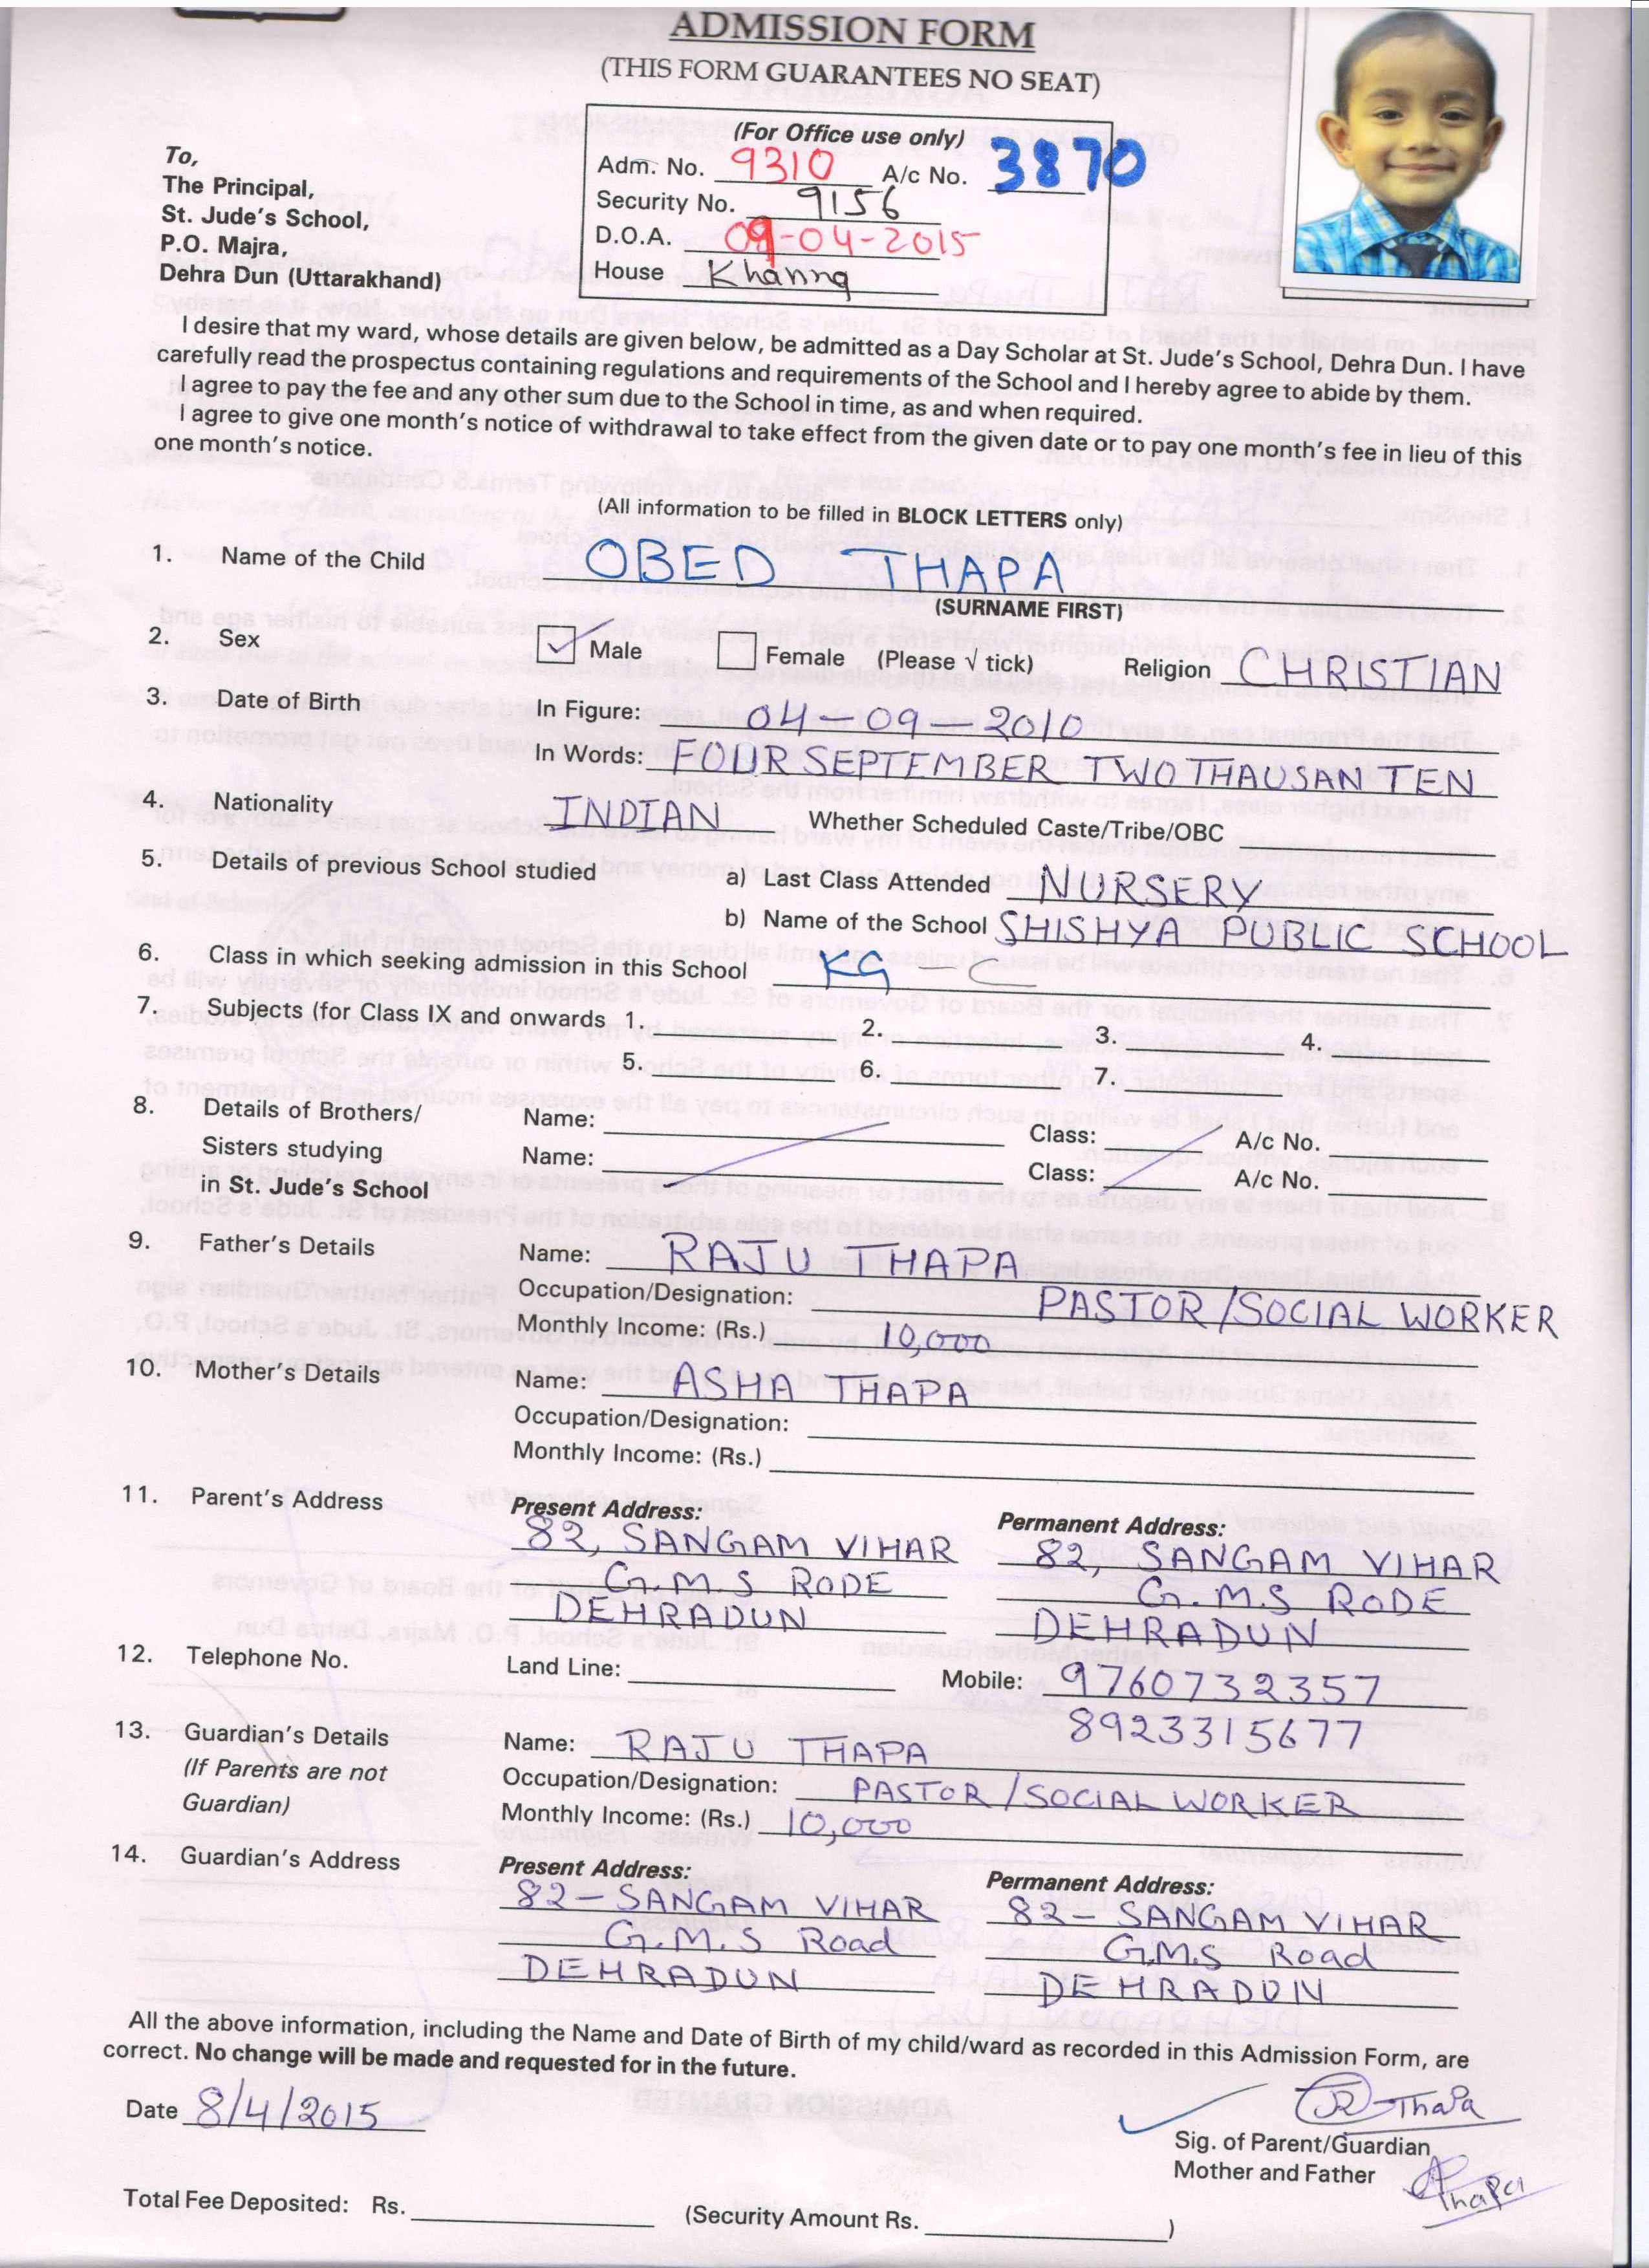 ADMISSION FORM
(THIS FORM GUARANTEES NO SEAT)
(For Office use only)
Adm. No. 9310 A/c No. 3870
Security No. 9156
D.O.A. 09-04-2015
House Khanna
To,
The Principal,
St. Jude's School,
P.O. Majra,
Dehra Dun (Uttarakhand)
I desire that my ward, whose details are given below, be admitted as a Day Scholar at St. Jude's School, Dehra Dun. I have
carefully read the prospectus containing regulations and requirements of the School and I hereby agree to abide by them.
I agree to pay the fee and any other sum due to the School in time, as and when required.
I agree to give one month's notice of withdrawal to take effect from the given date or to pay one month's fee in lieu of this
one month's notice.
(All information to be filled in BLOCK LETTERS only)
1. Name of the Child OBED THAPA
(SURNAME FIRST)
2. Sex Male Female (Please √ tick) Religion CHRISTIAN
3. Date of Birth In Figure: 04-09-2010
In Words: FOUR SEPTEMBER TWO THAUSAN TEN
4. Nationality INDIAN Whether Scheduled Caste/Tribe/OBC
5. Details of previous School studied a) Last Class Attended NURSERY
b) Name of the School SHISHYA PUBLIC SCHOOL
6. Class in which seeking admission in this School KG - C
7. Subjects (for Class IX and onwards 1. 2. 3. 4.
5. 6. 7.
8. Details of Brothers/ Name: Class: A/c No.
Sisters studying Name: Class: A/c No.
in St. Jude's School
9. Father's Details Name: RAJU THAPA
Occupation/Designation: PASTOR/SOCIAL WORKER
Monthly Income: (Rs.) 10,000
10. Mother's Details Name: ASHA THAPA
Occupation/Designation:
Monthly Income: (Rs.)
11. Parent's Address Present Address: Permanent Address:
82, SANGAM VIHAR 82, SANGAM VIHAR
G.M.S RODE G.M.S RODE
DEHRADUN DEHRADUN
12. Telephone No. Land Line: Mobile: 9760732357
8923315677
13. Guardian's Details Name: RAJU THAPA
(If Parents are not Occupation/Designation: PASTOR/SOCIAL WORKER
Guardian) Monthly Income: (Rs.) 10,000
14. Guardian's Address Present Address: Permanent Address:
82-SANGAM VIHAR 82-SANGAM VIHAR
G.M.S Road G.M.S Road
DEHRADUN DEHRADUN
All the above information, including the Name and Date of Birth of my child/ward as recorded in this Admission Form, are
correct. No change will be made and requested for in the future.
Date 8/4/2015
R-Thapa
Sig. of Parent/Guardian
Mother and Father A Thapa
Total Fee Deposited: Rs. (Security Amount Rs. )